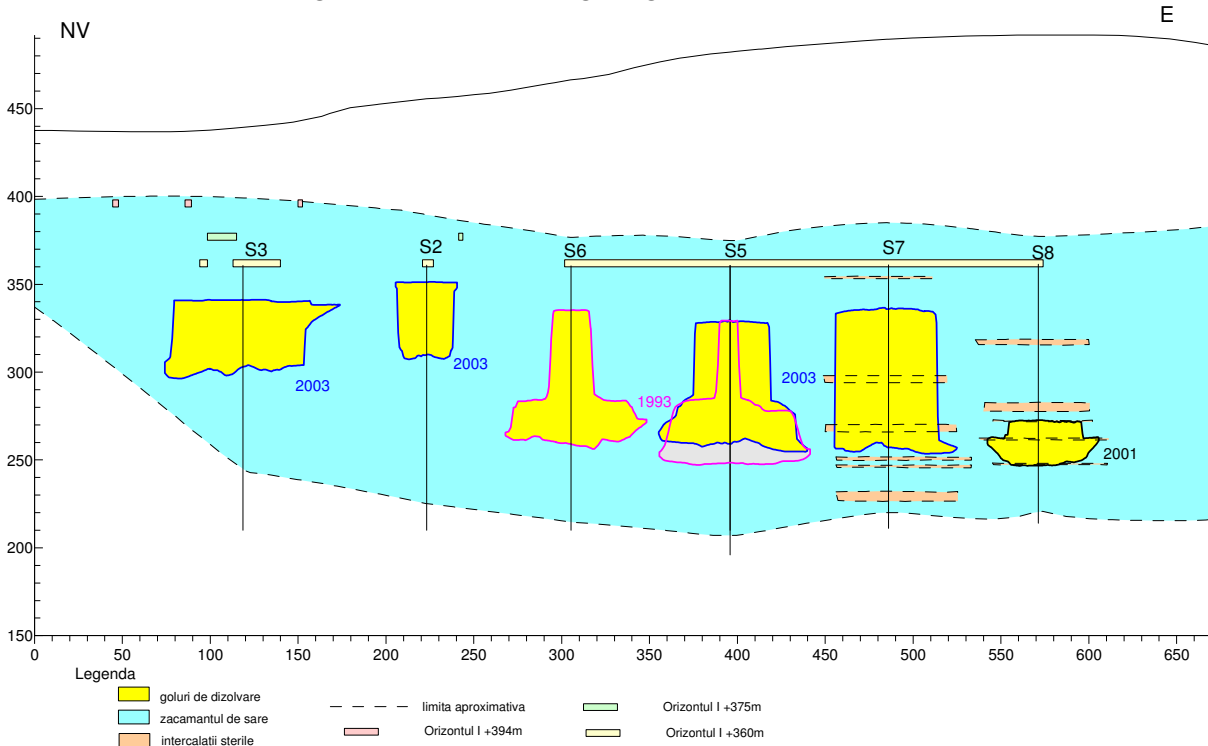 NV
E
450
400
350
300
250
200
150
S3
S2
S6
S5
S7
S8
2003
2003
1993
2003
2001
0
50
100
150
200
250
300
350
400
450
500
550
600
650
Legenda
goluri de dizolvare
zacamantul de sare
intercalatii sterile
limita aproximativa
Orizontul I +394m
Orizontul I +375m
Orizontul I +360m